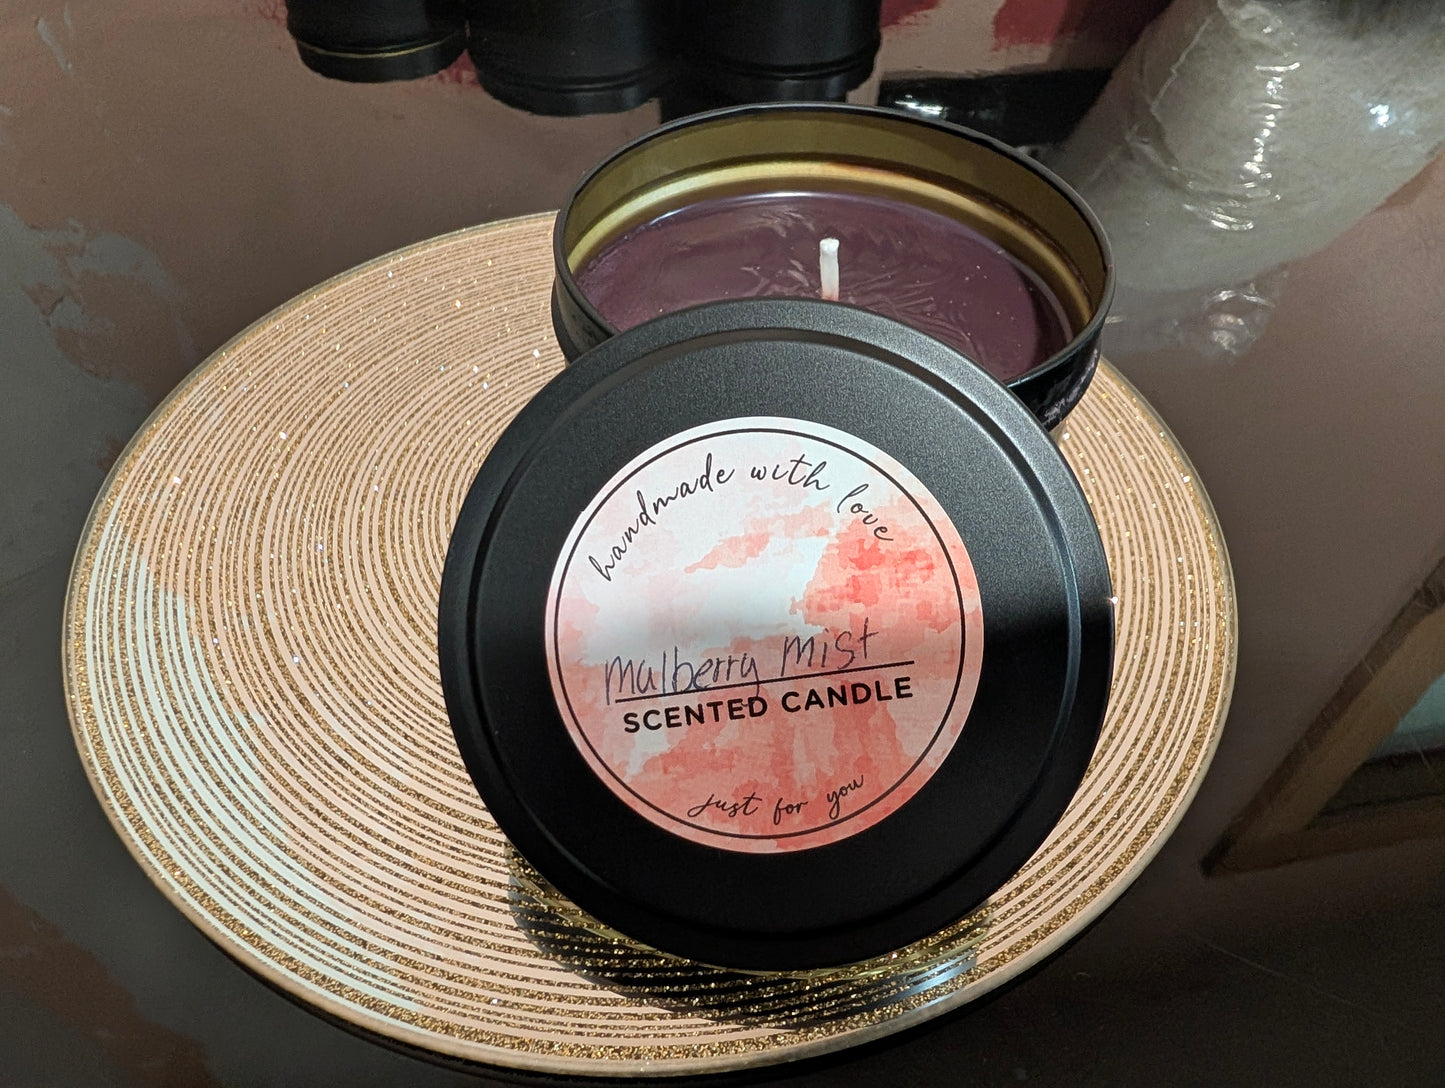 handmade with love
Mulberry Mist
SCENTED CANDLE
Just for you